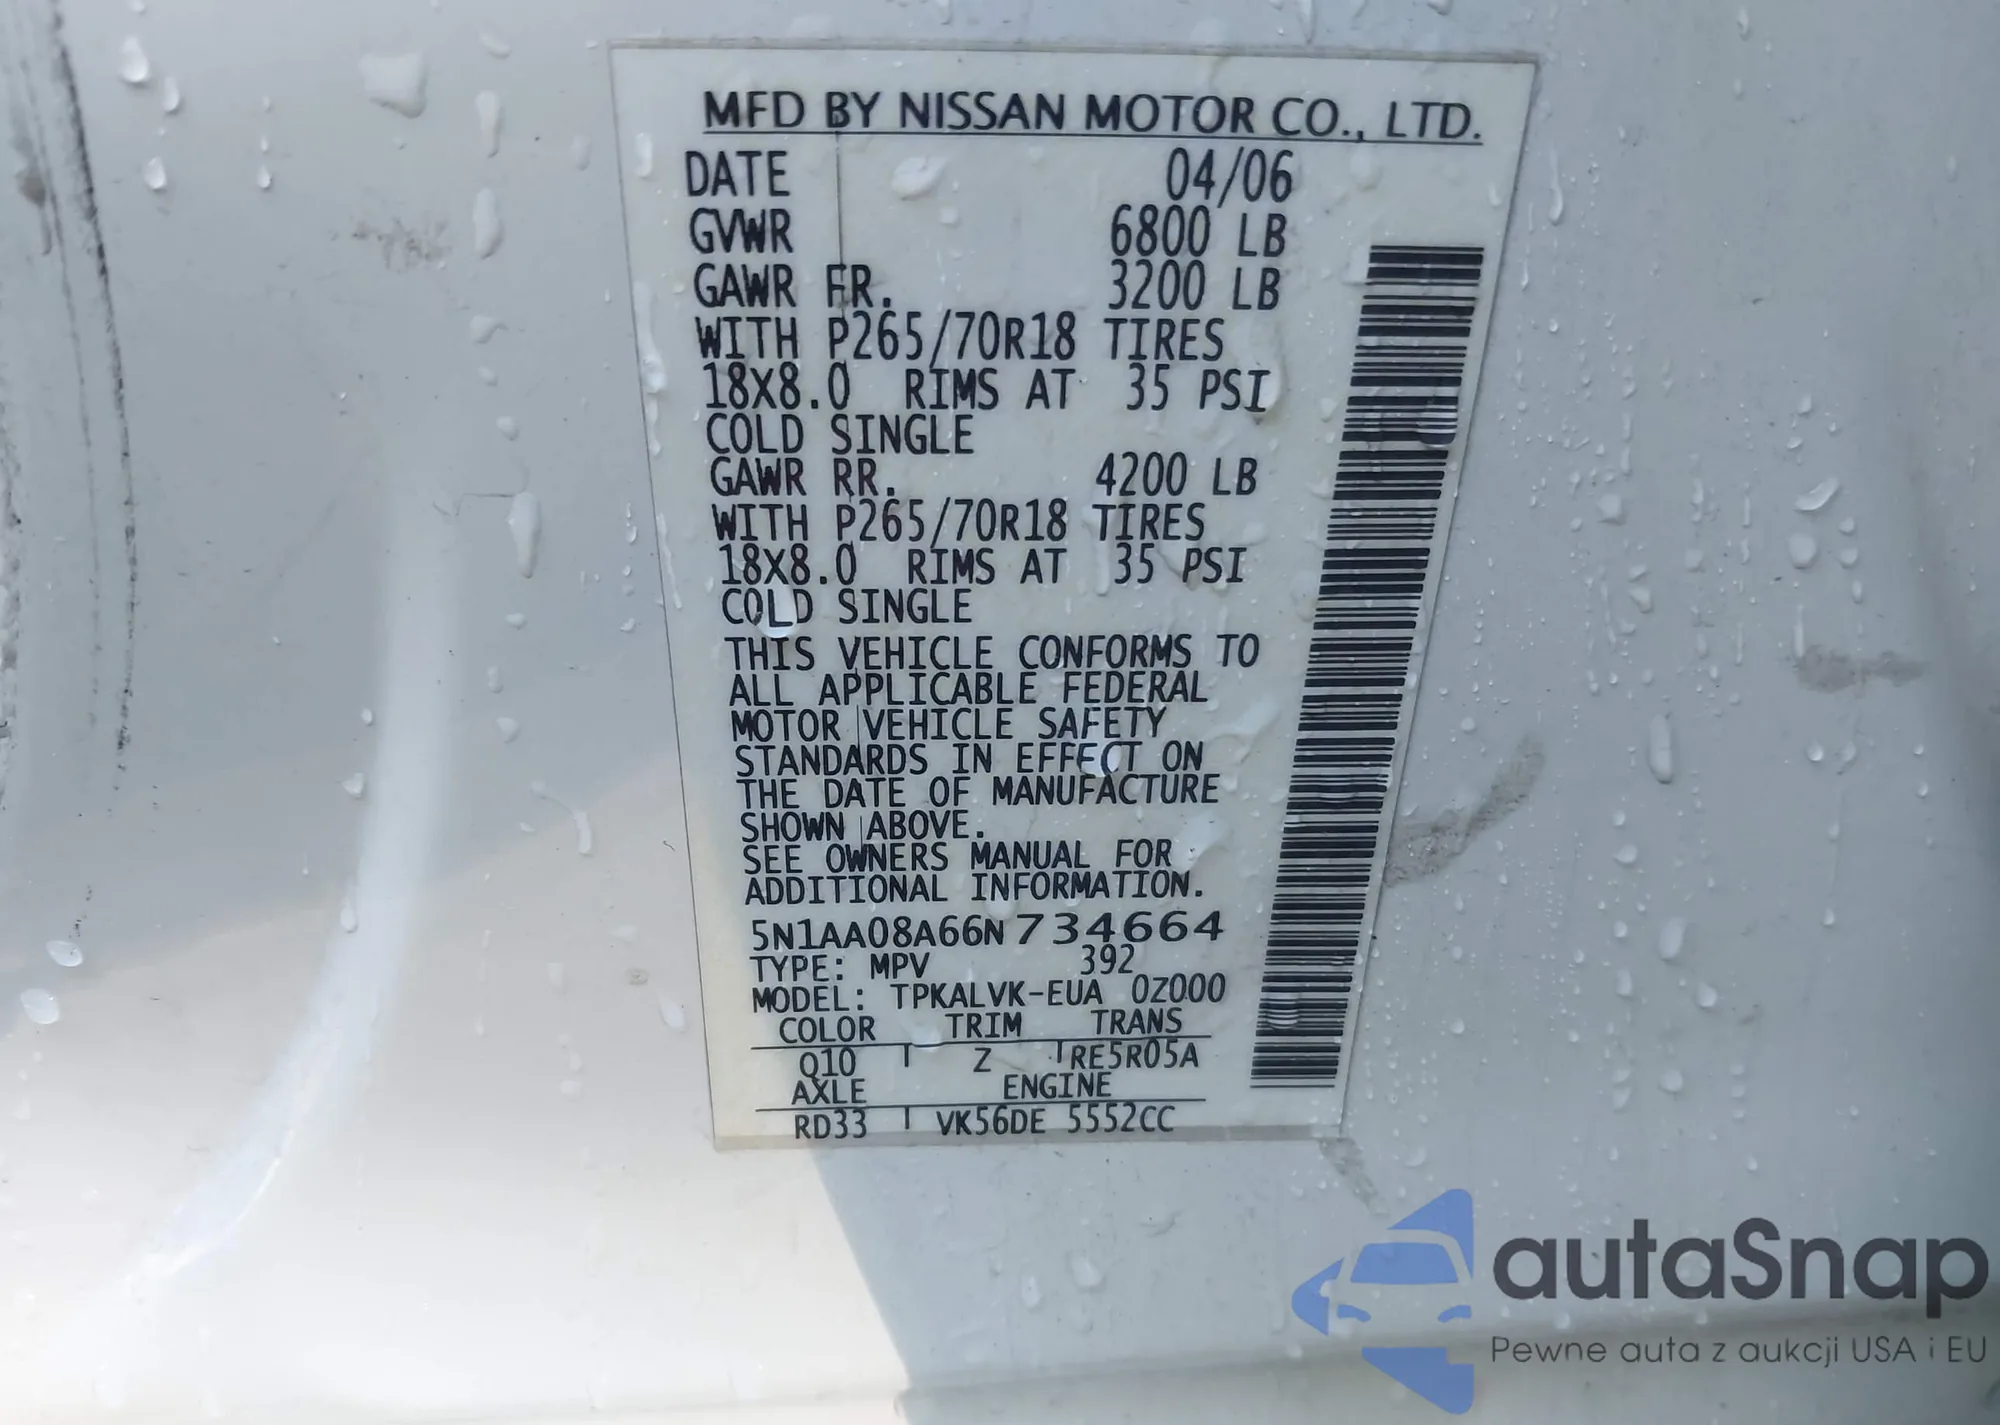 MFD BY NISSAN MOTOR CO., LTD.
DATE 04/06
GVWR 6800 LB
GAWR FR. 3200 LB
WITH P265/70R18 TIRES
18X8.0 RIMS AT 35 PSI
COLD SINGLE
GAWR RR. 4200 LB
WITH P265/70R18 TIRES
18X8.0 RIMS AT 35 PSI
COLD SINGLE
THIS VEHICLE CONFORMS TO
ALL APPLICABLE FEDERAL
MOTOR VEHICLE SAFETY
STANDARDS IN EFFECT ON
THE DATE OF MANUFACTURE
SHOWN ABOVE.
SEE OWNERS MANUAL FOR
ADDITIONAL INFORMATION.
5N1AA08A66N734664
TYPE: MPV 392
MODEL: TPKALVK-EUA 0Z000
COLOR TRIM TRANS
Q10 Z RE5R05A
AXLE ENGINE
RD33 VK56DE 5552CC
autaSnap
Pewne auta z aukcji USA i EU